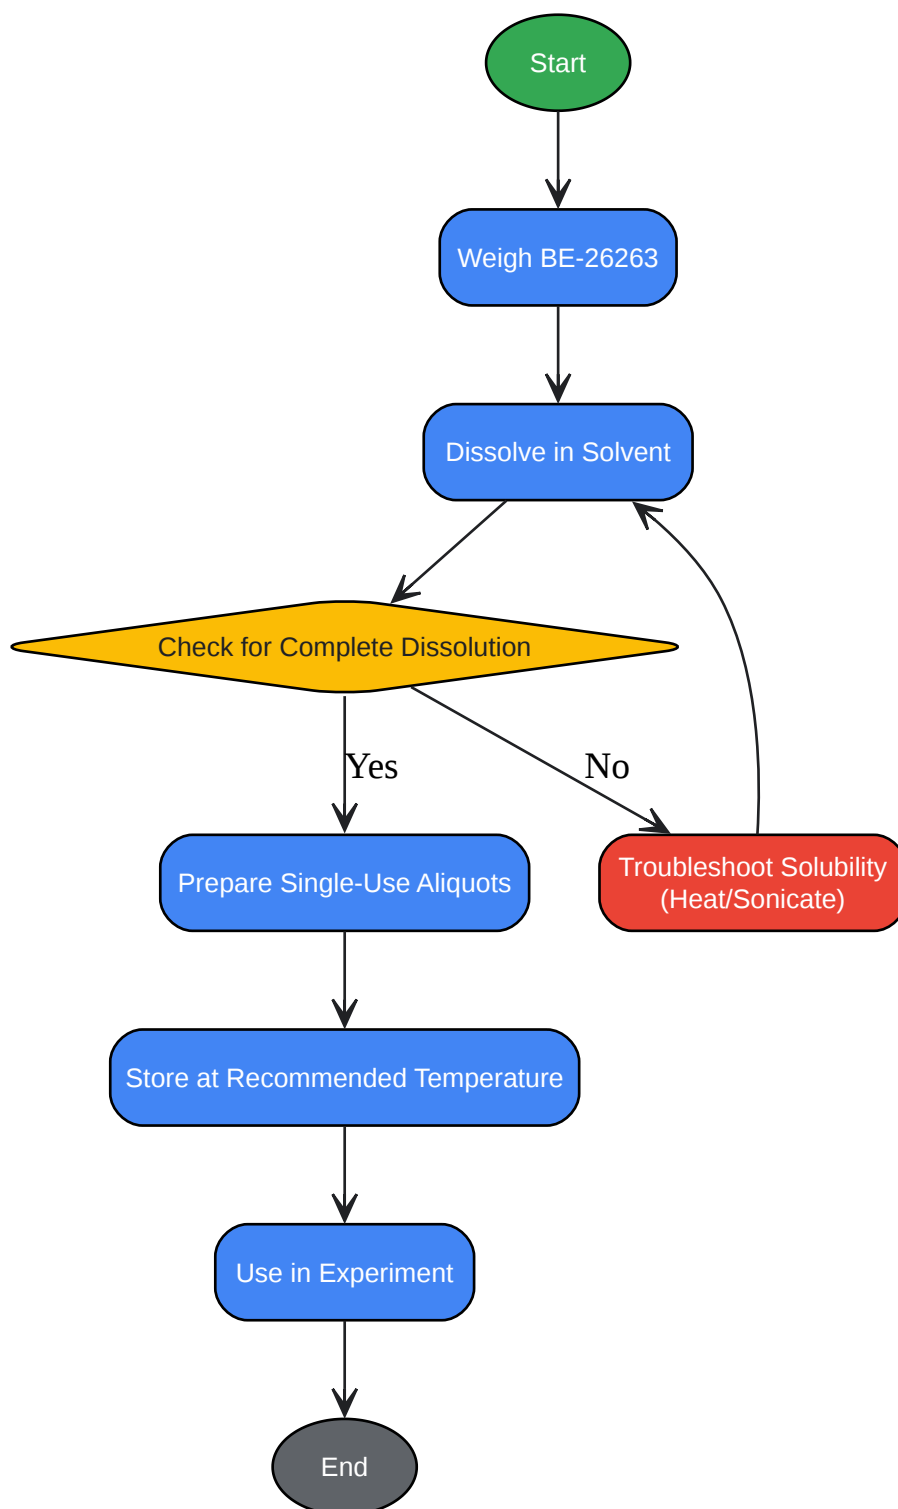 Start
Weigh BE-26263
Dissolve in Solvent
Check for Complete Dissolution
Yes
No
Prepare Single-Use Aliquots
Troubleshoot Solubility
(Heat/Sonicate)
Store at Recommended Temperature
Use in Experiment
End